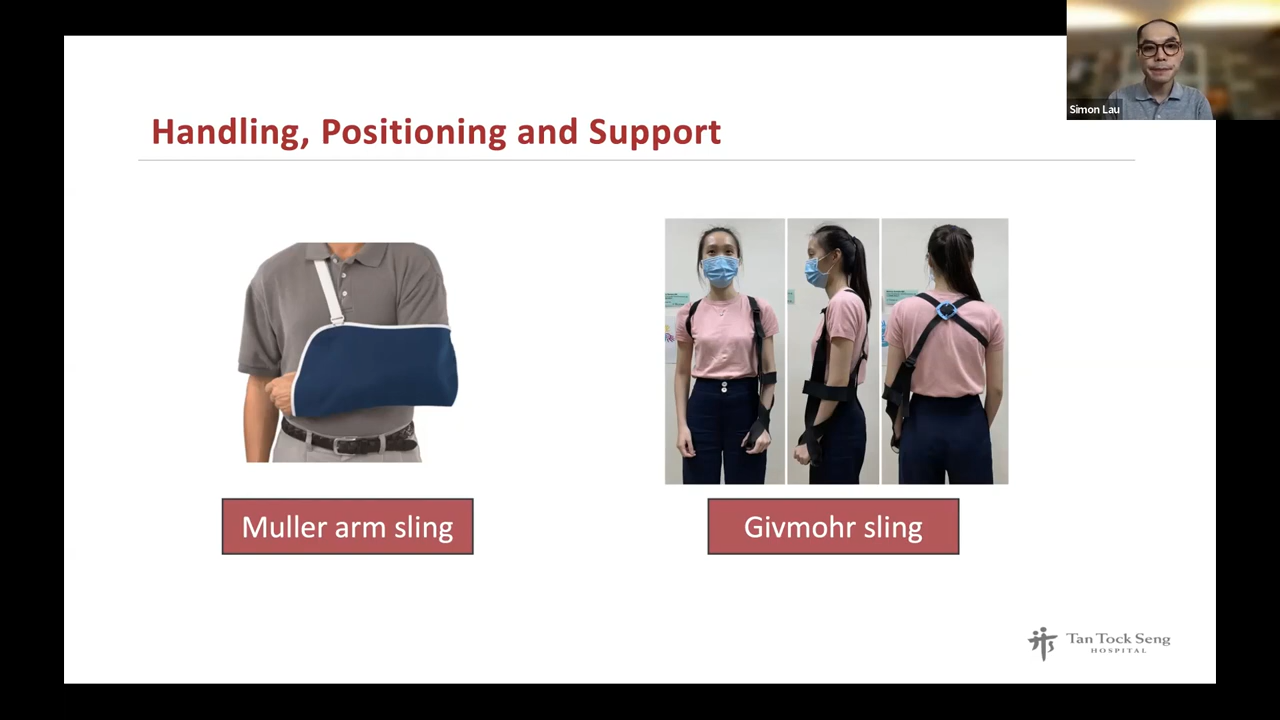 Simon Lau
Handling, Positioning and Support
Muller arm sling
Givmohr sling
Tan Tock Seng
HOSPITAL